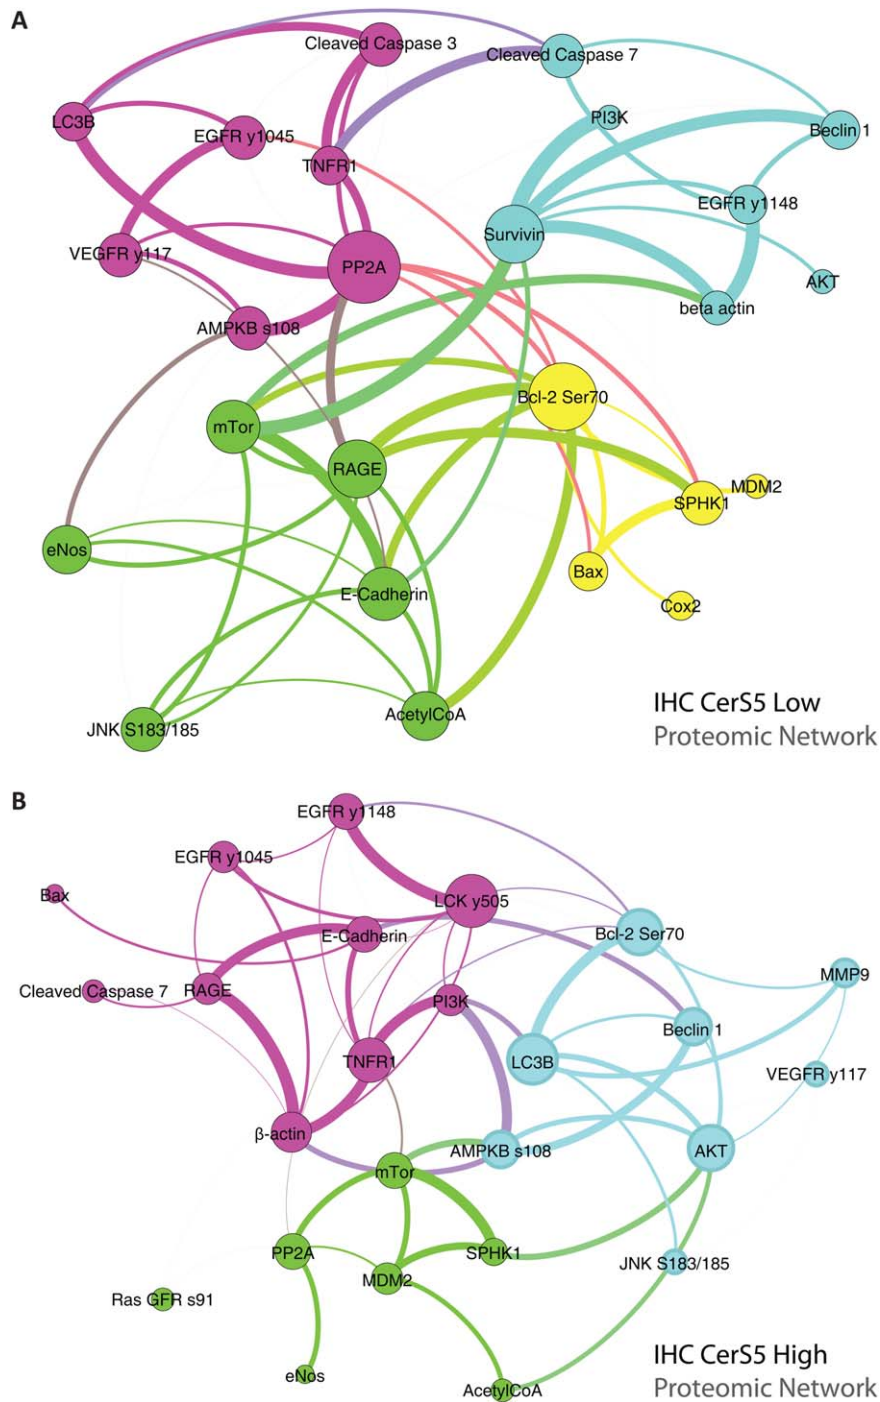 A
Cleaved Caspase 3
Cleaved Caspase 7
LC3B
EGFR y1045
PI3K
Beclin 1
TNFR1
EGFR y1148
VEGFR y117
PP2A
Survivin
AKT
beta actin
AMPKB s108
Bcl-2 Ser70
mTor
RAGE
MDM2
SPHK1
eNos
Bax
E-Cadherin
Cox2
JNK S183/185
AcetylCoA
IHC CerS5 Low
Proteomic Network
B
EGFR y1148
EGFR y1045
Bax
LCK y505
E-Cadherin
Bcl-2 Ser70
MMP9
Cleaved Caspase 7
RAGE
PI3K
Beclin 1
TNFR1
LC3B
VEGFR y117
β-actin
AMPKB s108
AKT
mTor
PP2A
SPHK1
JNK S183/185
MDM2
Ras GFR s91
eNos
AcetylCoA
IHC CerS5 High
Proteomic Network